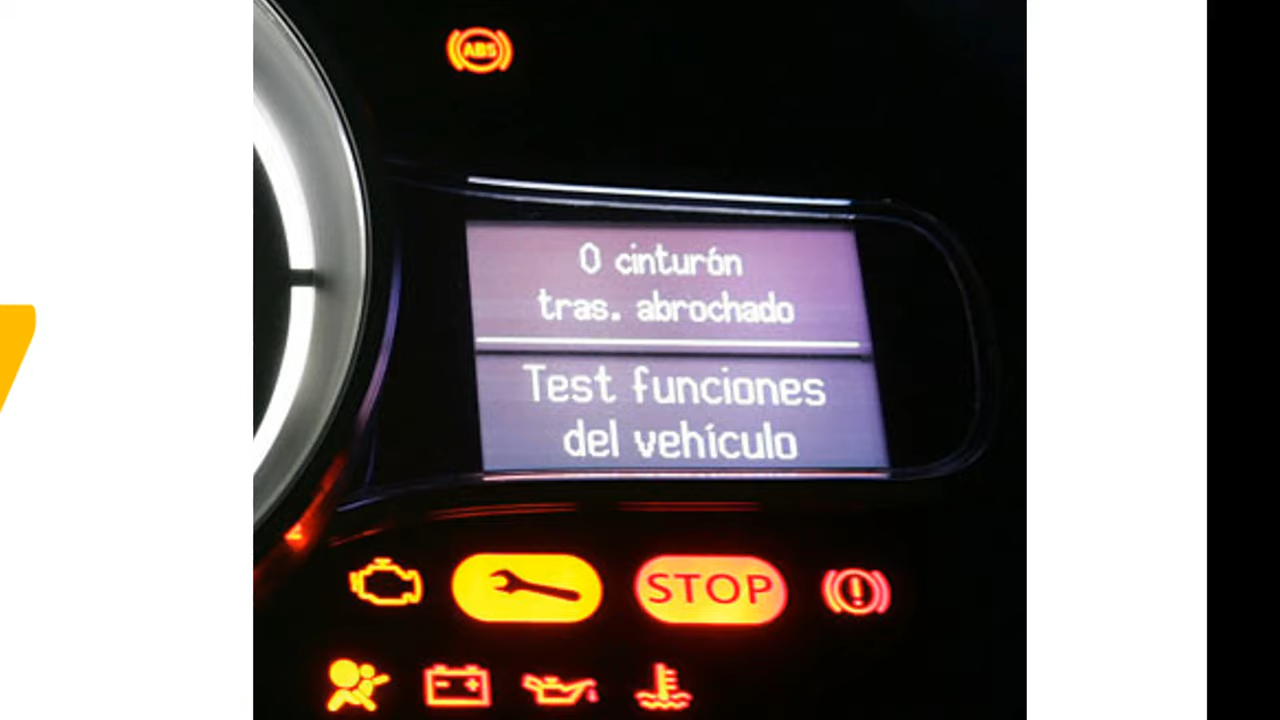 ABS
0 cinturón
tras. abrochado
Test funciones
del vehículo
STOP